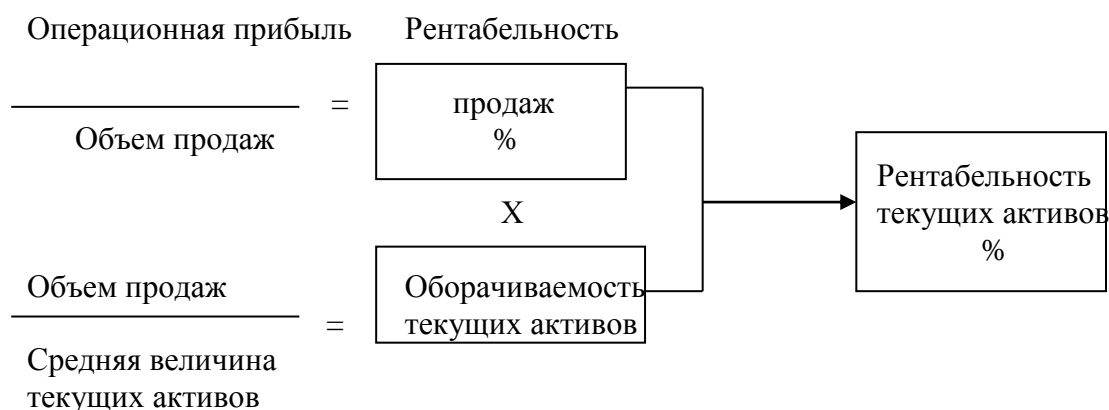 Операционная прибыль
Рентабельность
=
продаж
%
Объем продаж
X
Объем продаж
=
Оборачиваемость
текущих активов
Средняя величина
текущих активов
Рентабельность
текущих активов
%